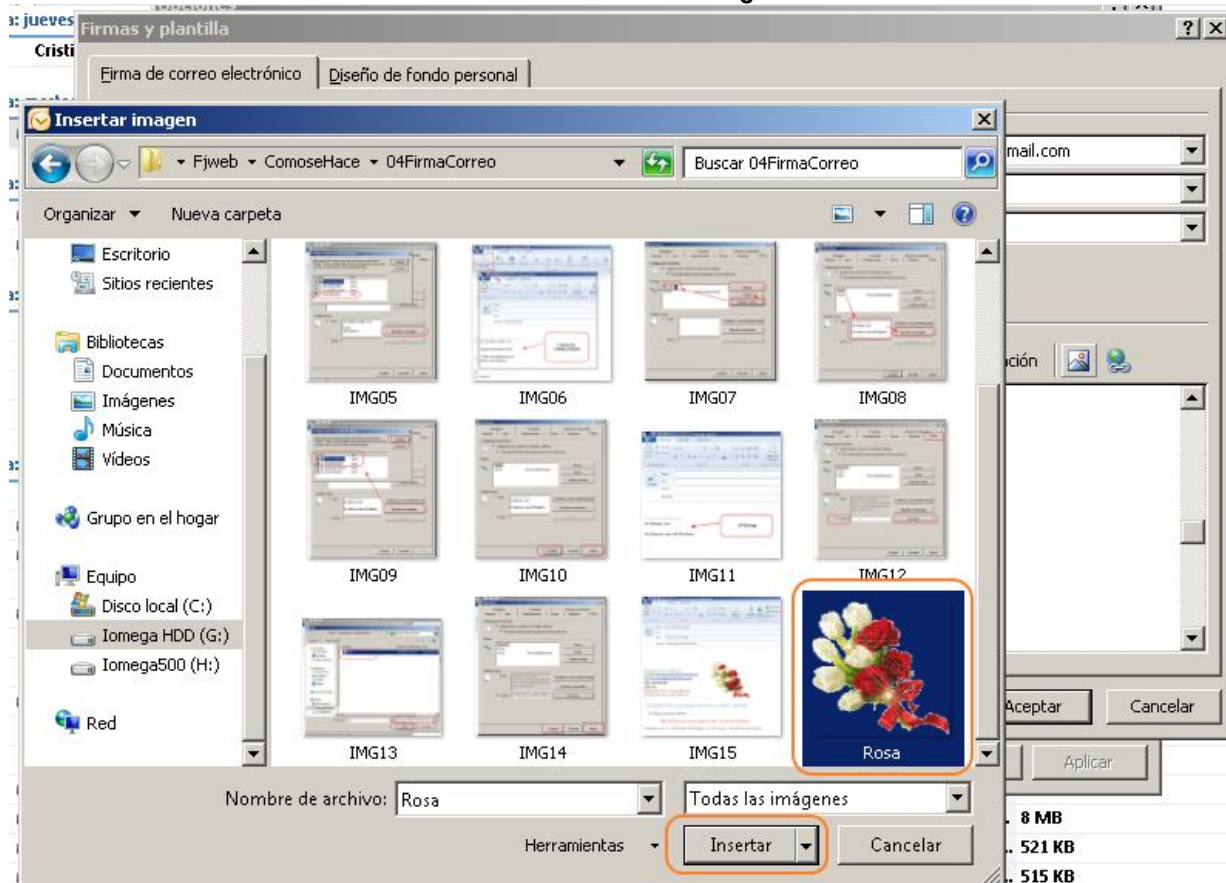 a: jueves
Firmas y plantilla
Cristi
Firma de correo electrónico Diseño de fondo personal
Insertar imagen
mail.com
Fjweb ComoseHace 04FirmaCorreo Buscar 04FirmaCorreo
Organizar Nueva carpeta
Escritorio
Sitios recientes
Bibliotecas
Documentos
Imágenes
Música
Vídeos
Grupo en el hogar
Equipo
Disco local (C:)
Iomega HDD (G:)
Iomega500 (H:)
Red
IMG05 IMG06 IMG07 IMG08
IMG09 IMG10 IMG11 IMG12
IMG13 IMG14 IMG15 Rosa
ición
Aceptar Cancelar
Aplicar
Nombre de archivo: Rosa Todas las imágenes
Herramientas Insertar Cancelar
8 MB
521 KB
515 KB